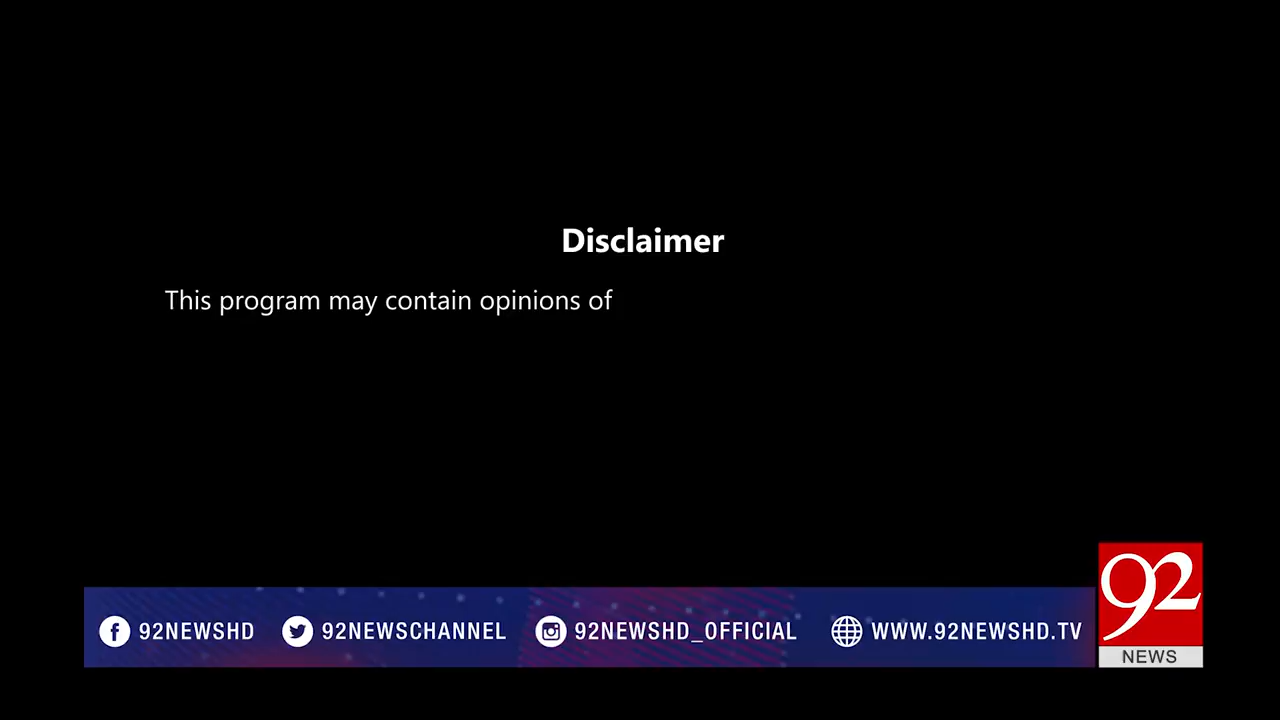 Disclaimer
This program may contain opinions of
92NEWSHD 92NEWSCHANNEL 92NEWSHD_OFFICIAL WWW.92NEWSHD.TV
92
NEWS